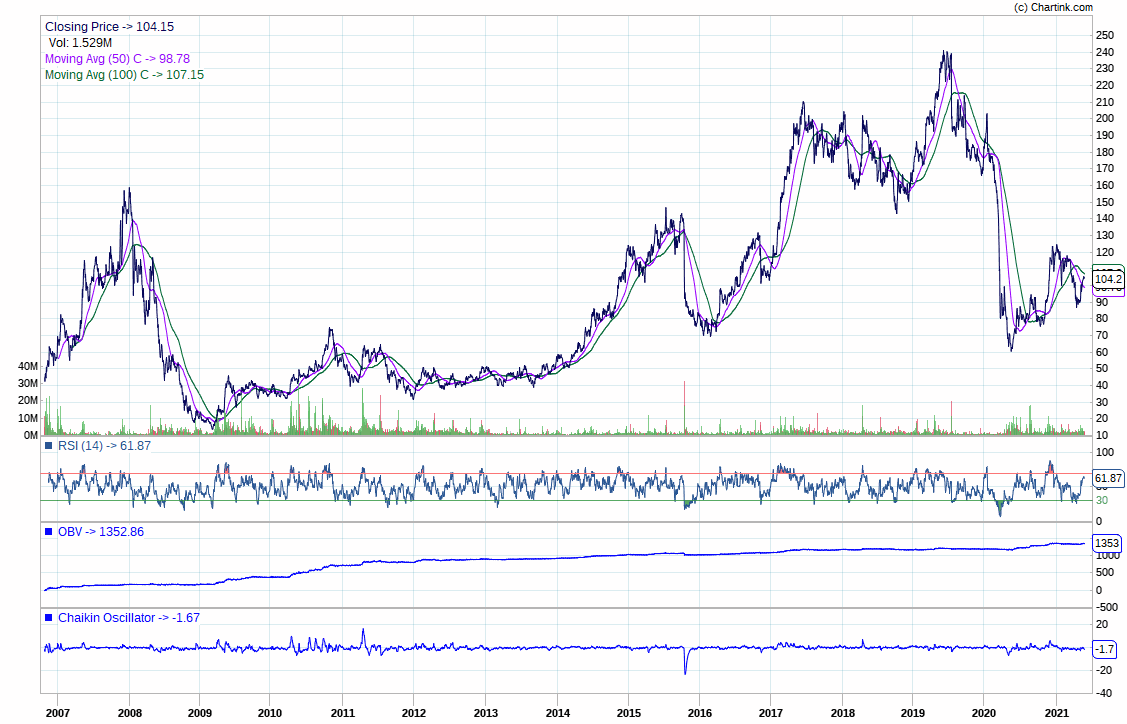 (c) Chartink.com
Closing Price -> 104.15
Vol: 1.529M
Moving Avg (50) C -> 98.78
Moving Avg (100) C -> 107.15
250
240
230
220
210
200
190
180
170
160
150
140
130
120
104.2
90
80
70
60
50
40
30
20
10
40M
30M
20M
10M
0M
RSI (14) -> 61.87
100
61.87
30
0
OBV -> 1352.86
1353
1000
500
0
-500
Chaikin Oscillator -> -1.67
20
-1.7
-20
-40
2007 2008 2009 2010 2011 2012 2013 2014 2015 2016 2017 2018 2019 2020 2021